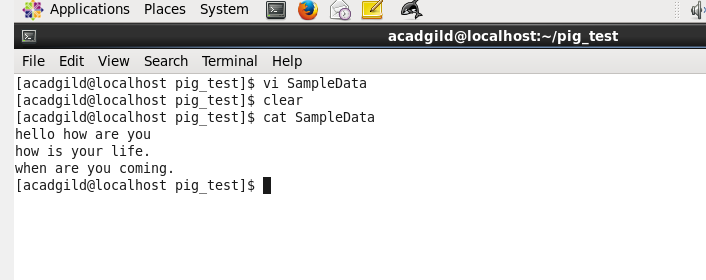 Applications Places System
acadgild@localhost:~/pig_test
File Edit View Search Terminal Help
[acadgild@localhost pig_test]$ vi SampleData
[acadgild@localhost pig_test]$ clear
[acadgild@localhost pig_test]$ cat SampleData
hello how are you
how is your life.
when are you coming.
[acadgild@localhost pig_test]$